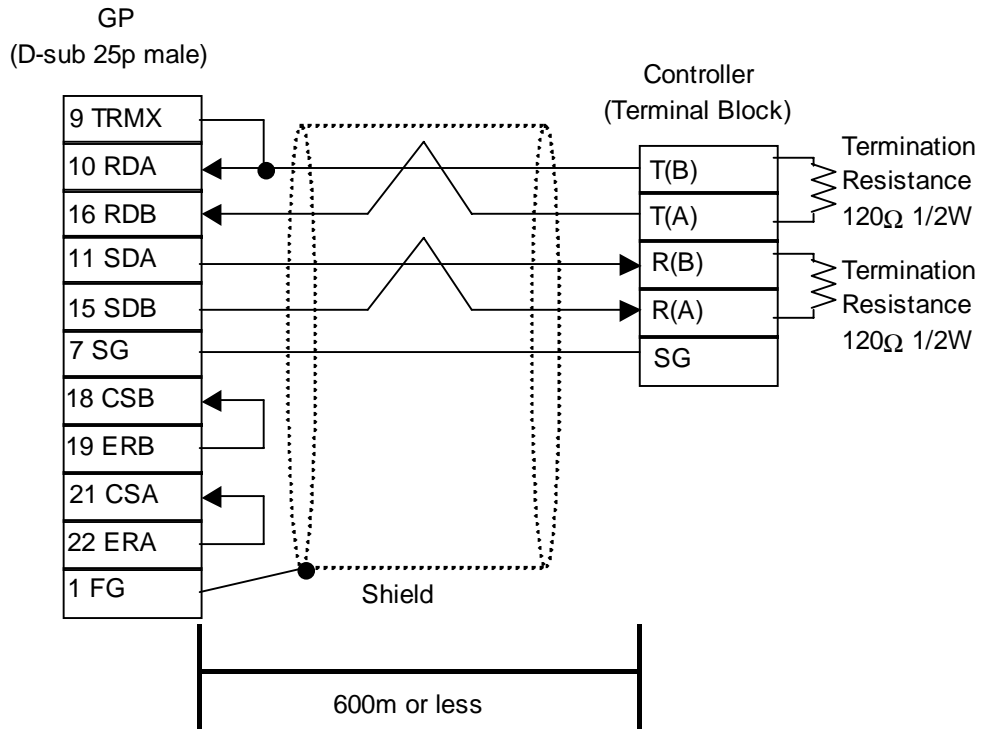 GP
(D-sub 25p male)
Controller
(Terminal Block)
9 TRMX
10 RDA
16 RDB
11 SDA
15 SDB
7 SG
18 CSB
19 ERB
21 CSA
22 ERA
1 FG
T(B)
T(A)
R(B)
R(A)
SG
Termination
Resistance
120Ω 1/2W
Termination
Resistance
120Ω 1/2W
Shield
600m or less